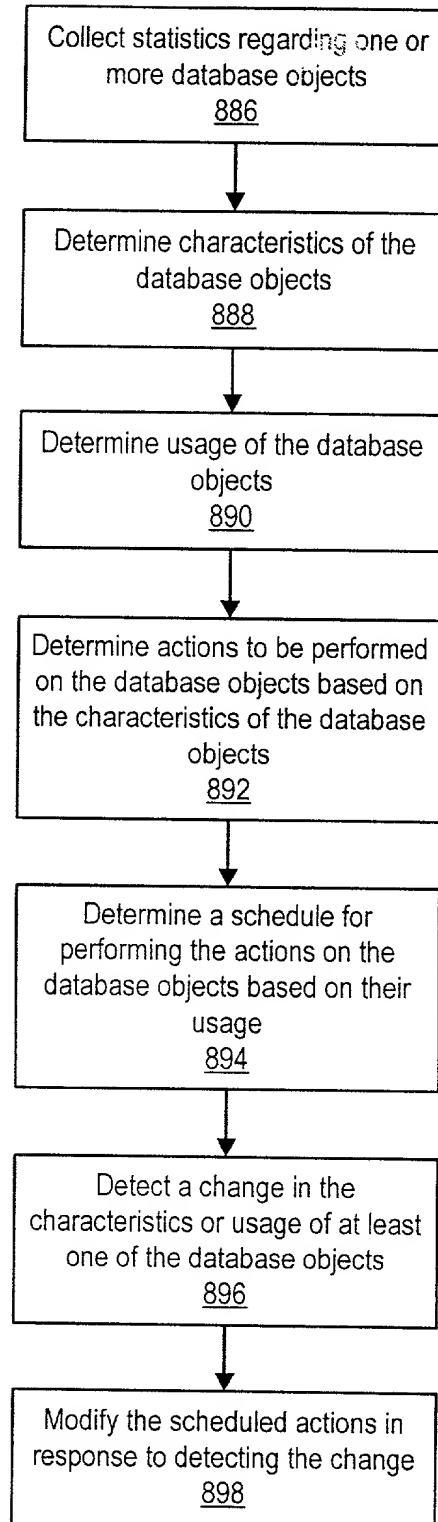 Collect statistics regarding one or
more database objects
886
Determine characteristics of the
database objects
888
Determine usage of the database
objects
890
Determine actions to be performed
on the database objects based on
the characteristics of the database
objects
892
Determine a schedule for
performing the actions on the
database objects based on their
usage
894
Detect a change in the
characteristics or usage of at least
one of the database objects
896
Modify the scheduled actions in
response to detecting the change
898